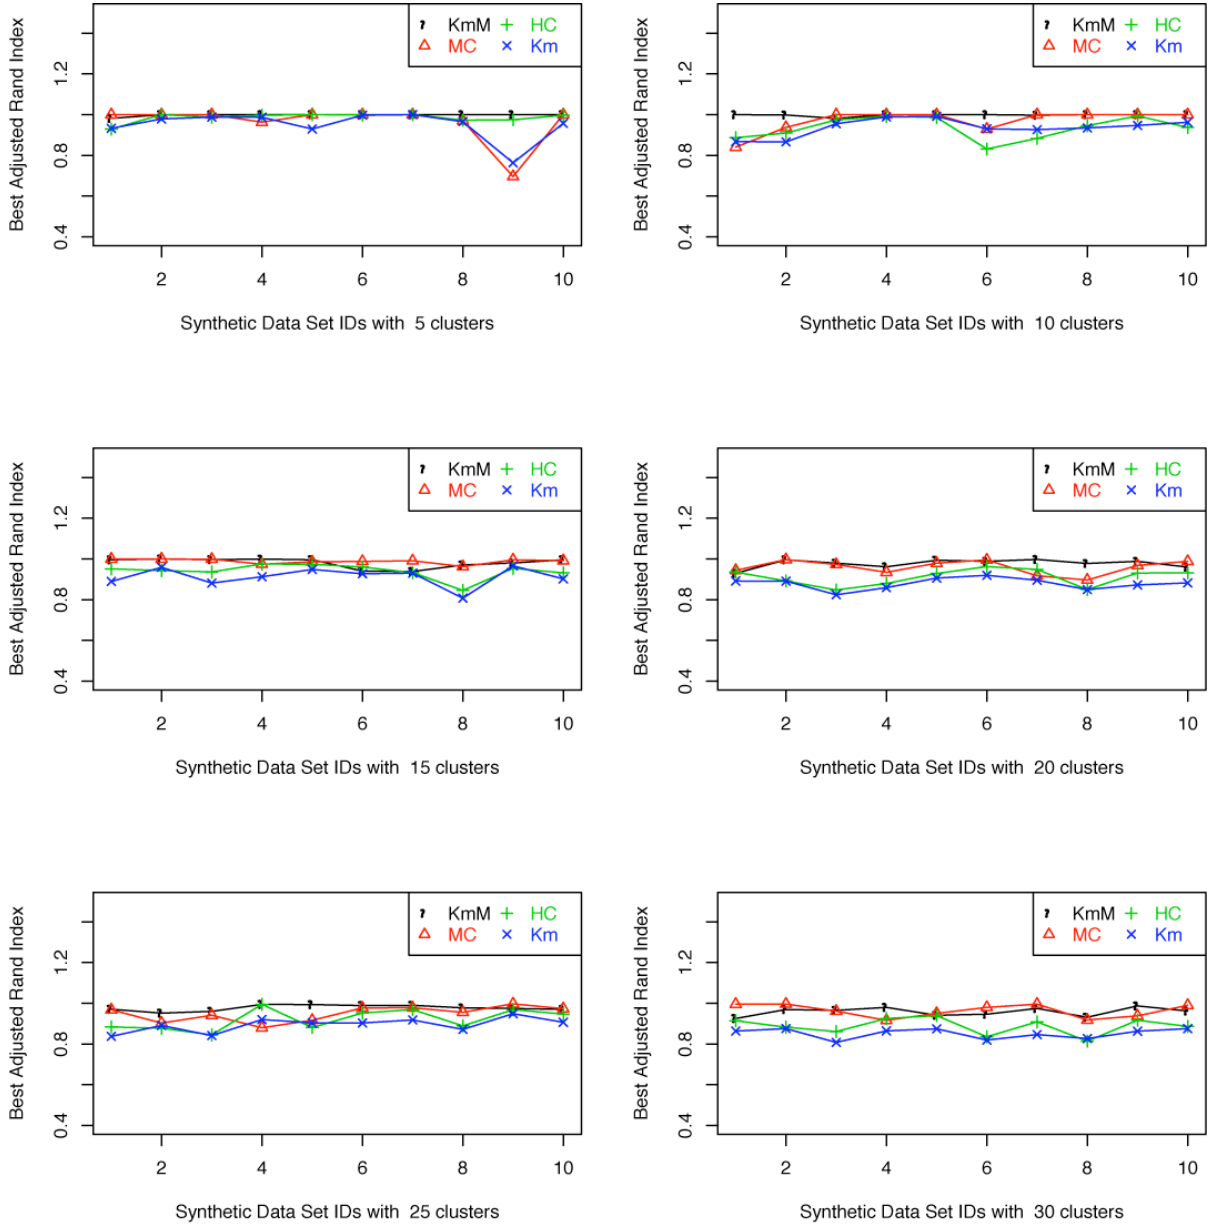 Best Adjusted Rand Index
1.2
0.8
0.4
KmM HC
MC Km
2 4 6 8 10
Synthetic Data Set IDs with 5 clusters
Best Adjusted Rand Index
1.2
0.8
0.4
KmM HC
MC Km
2 4 6 8 10
Synthetic Data Set IDs with 10 clusters
Best Adjusted Rand Index
1.2
0.8
0.4
KmM HC
MC Km
2 4 6 8 10
Synthetic Data Set IDs with 15 clusters
Best Adjusted Rand Index
1.2
0.8
0.4
KmM HC
MC Km
2 4 6 8 10
Synthetic Data Set IDs with 20 clusters
Best Adjusted Rand Index
1.2
0.8
0.4
KmM HC
MC Km
2 4 6 8 10
Synthetic Data Set IDs with 25 clusters
Best Adjusted Rand Index
1.2
0.8
0.4
KmM HC
MC Km
2 4 6 8 10
Synthetic Data Set IDs with 30 clusters